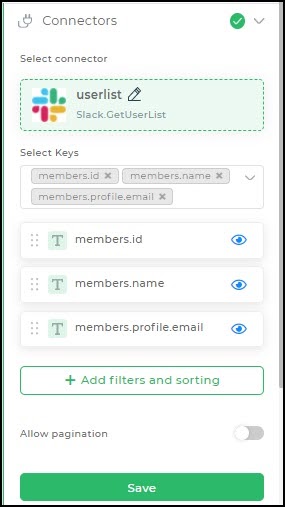 Connectors
Select connector
userlist
Slack.GetUserList
Select Keys
members.id × members.name ×
members.profile.email ×
T members.id
T members.name
T members.profile.email
+ Add filters and sorting
Allow pagination
Save